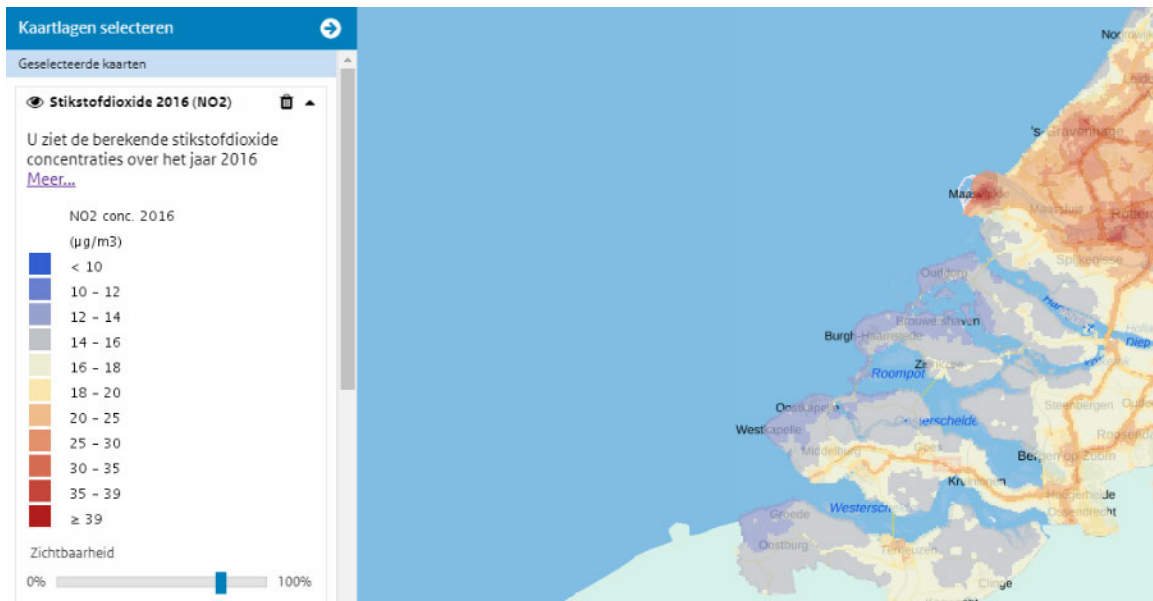 Kaartlagen selecteren
Geselecteerde kaarten
Stikstofdioxide 2016 (NO2)
U ziet de berekende stikstofdioxide
concentraties over het jaar 2016
Meer...
NO2 conc. 2016
(µg/m3)
< 10
10 - 12
12 - 14
14 - 16
16 - 18
18 - 20
20 - 25
25 - 30
30 - 35
35 - 39
≥ 39
Zichtbaarheid
0% 100%
's-Gravenhage
Maassluis
Spijkenisse
Ouddorp
Brouwershaven
Burgh-Haamstede
Diep
Roompot
Steenbergen
Oostkapelle
Oosterschelde
Westkapelle
Middelburg
Goes
Bergen op Zoom
Kruiningen
Hoogerheide
Ossendrecht
Groede
Oostburg
Terneuzen
Clinge